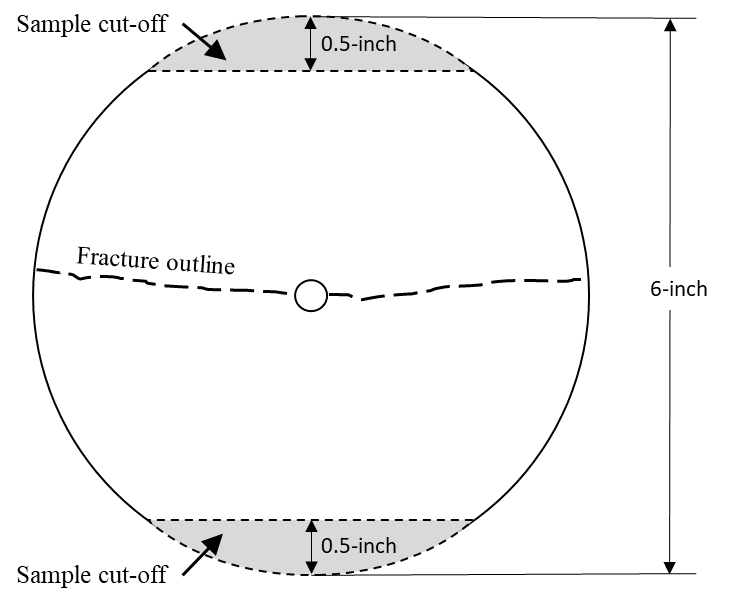 Sample cut-off
0.5-inch
Fracture outline
6-inch
0.5-inch
Sample cut-off